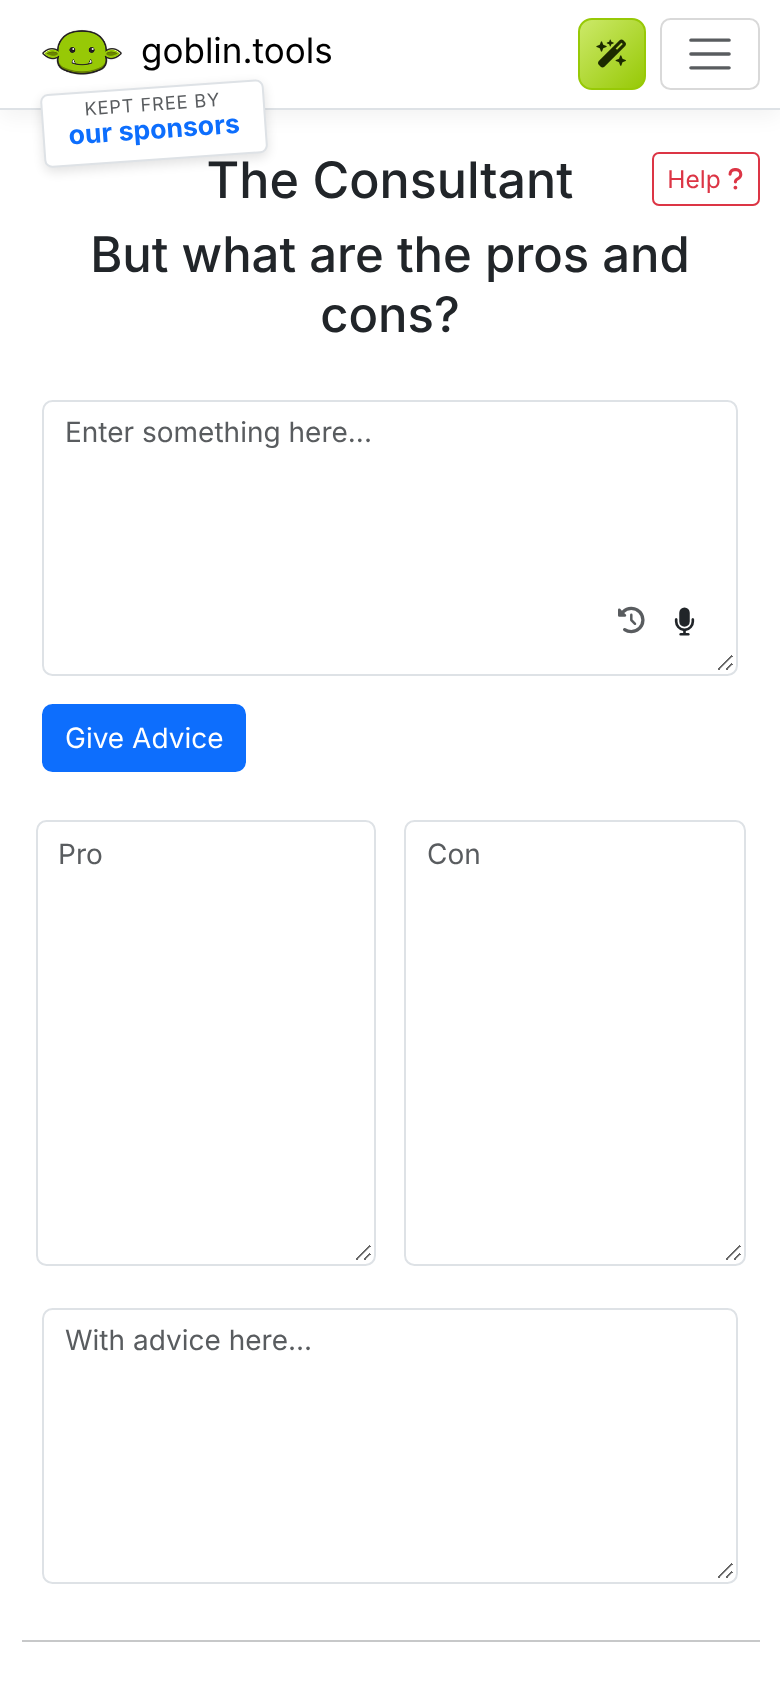 goblin.tools
KEPT FREE BY
our sponsors
The Consultant
Help ?
But what are the pros and
cons?
Enter something here...
Give Advice
Pro
Con
With advice here...